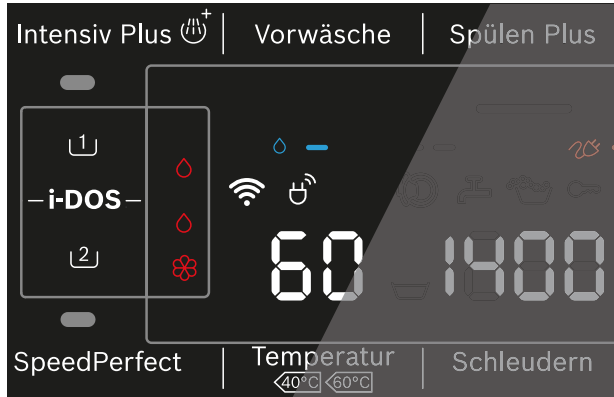 Intensiv Plus + Vorwäsche Spülen Plus
1
i-DOS
2
60 1400
SpeedPerfect Temperatur Schleudern
40°C 60°C